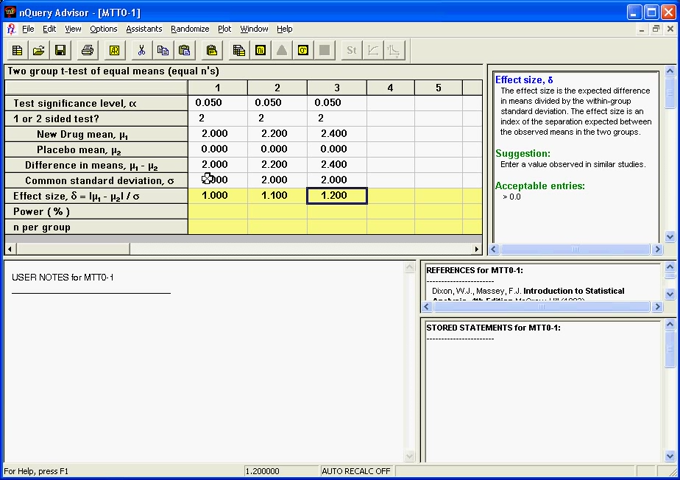 nQuery Advisor - [MTT0-1]
File Edit View Options Assistants Randomize Plot Window Help
St
Two group t-test of equal means (equal n's)
1 2 3 4 5
Test significance level, α 0.050 0.050 0.050
1 or 2 sided test? 2 2 2
New Drug mean, μ₁ 2.000 2.200 2.400
Placebo mean, μ₂ 0.000 0.000 0.000
Difference in means, μ₁ - μ₂ 2.000 2.200 2.400
Common standard deviation, σ 2.000 2.000
Effect size, δ = |μ₁ - μ₂| / σ 1.000 1.100 1.200
Power ( % )
n per group
Effect size, δ
The effect size is the expected difference
in means divided by the within-group
standard deviation. The effect size is an
index of the separation expected between
the observed means in the two groups.
Suggestion:
Enter a value observed in similar studies.
Acceptable entries:
> 0.0
USER NOTES for MTT0-1
REFERENCES for MTT0-1:
Dixon, W.J., Massey, F.J. Introduction to Statistical
STORED STATEMENTS for MTT0-1:
For Help, press F1 1.200000 AUTO RECALC OFF